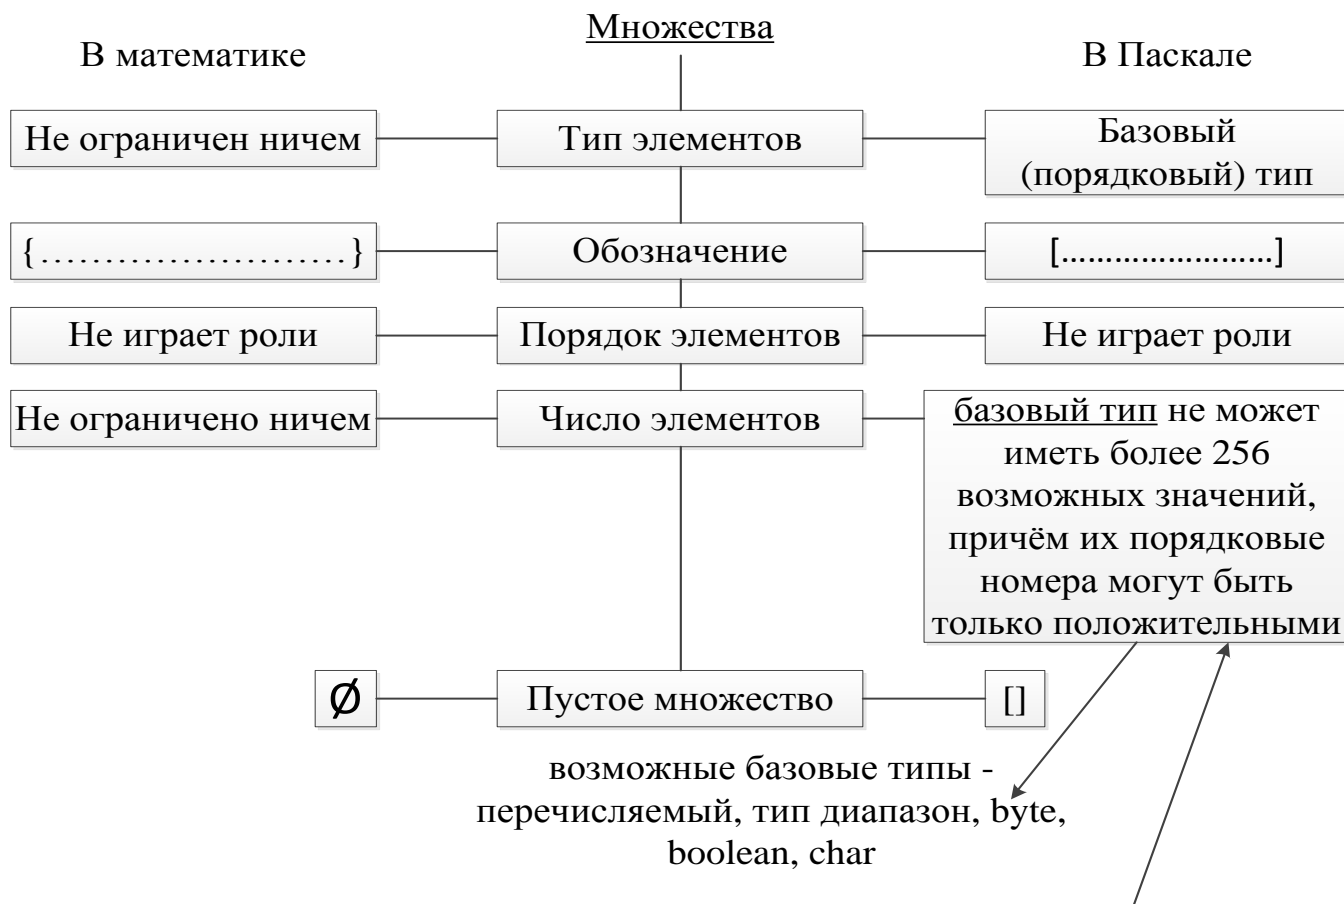 Множества
В математике
В Паскале
Не ограничен ничем
Тип элементов
Базовый
(порядковый) тип
{……………………}
Обозначение
[……………………]
Не играет роли
Порядок элементов
Не играет роли
Не ограничено ничем
Число элементов
базовый тип не может
иметь более 256
возможных значений,
причём их порядковые
номера могут быть
только положительными
Ø
Пустое множество
[]
возможные базовые типы -
перечисляемый, тип диапазон, byte,
boolean, char